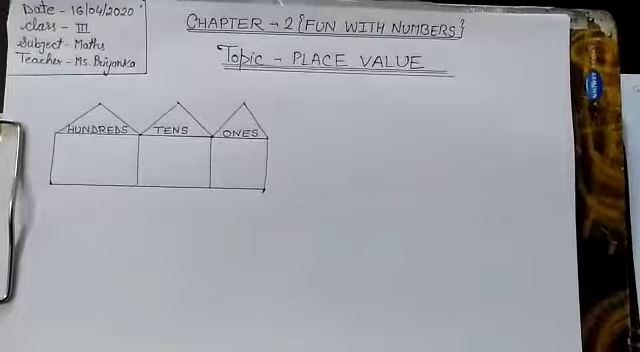 Date - 16/04/2020
Class - III
Subject - Maths
Teacher - Ms. Priyanka
CHAPTER - 2 {FUN WITH NUMBERS}
Topic - PLACE VALUE
HUNDREDS TENS ONES